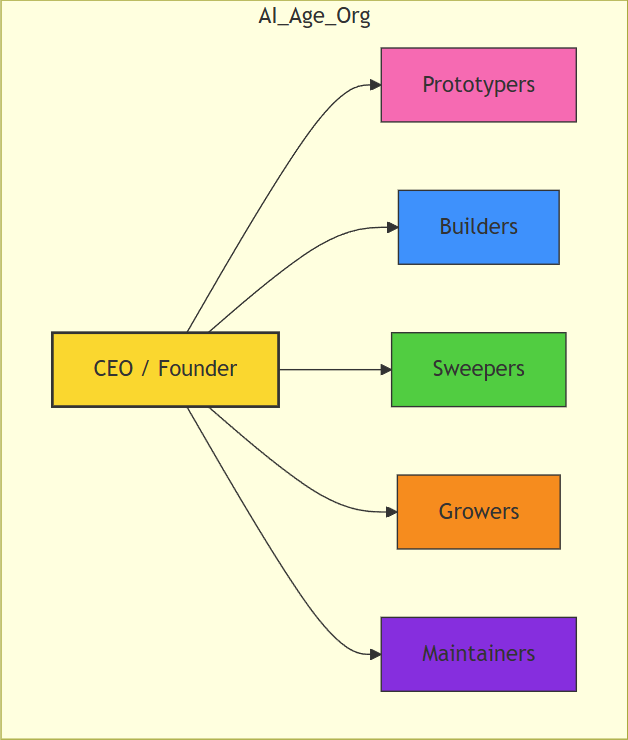 AI_Age_Org
Prototypers
Builders
CEO / Founder
Sweepers
Growers
Maintainers